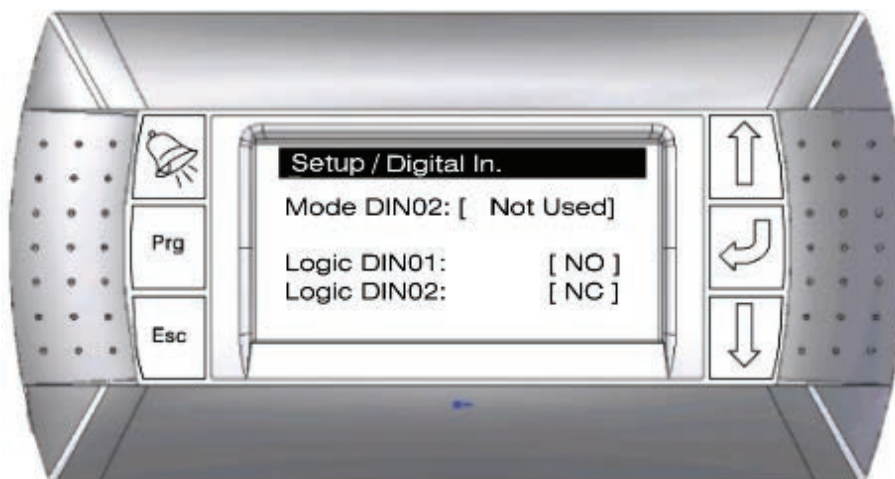 Setup / Digital In.
Mode DIN02: [ Not Used]
Logic DIN01: [ NO ]
Logic DIN02: [ NC ]
Prg
Esc